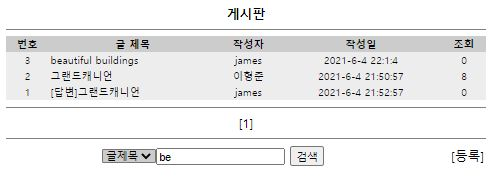 게시판
번호 글 제목 작성자 작성일 조회
3 beautiful buildings james 2021-6-4 22:1:4 0
2 그랜드캐니언 이형준 2021-6-4 21:50:57 8
1 [답변]그랜드캐니언 james 2021-6-4 21:52:57 0
[1]
글제목 be 검색 [등록]